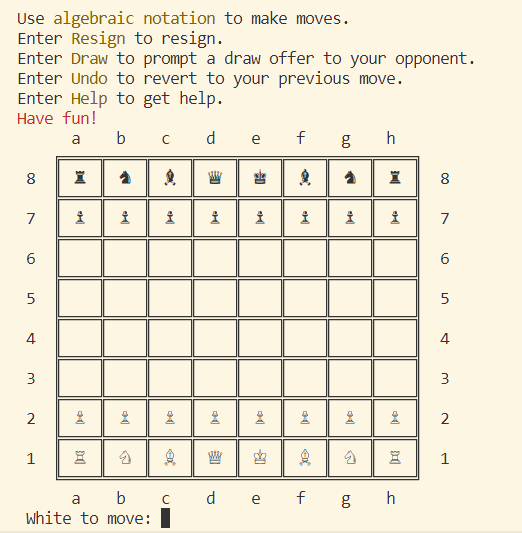 Use algebraic notation to make moves.
Enter Resign to resign.
Enter Draw to prompt a draw offer to your opponent.
Enter Undo to revert to your previous move.
Enter Help to get help.
Have fun!
a b c d e f g h
8 ♜ ♞ ♝ ♛ ♚ ♝ ♞ ♜ 8
7 ♟ ♟ ♟ ♟ ♟ ♟ ♟ ♟ 7
6 6
5 5
4 4
3 3
2 ♙ ♙ ♙ ♙ ♙ ♙ ♙ ♙ 2
1 ♖ ♘ ♗ ♕ ♔ ♗ ♘ ♖ 1
a b c d e f g h
White to move: